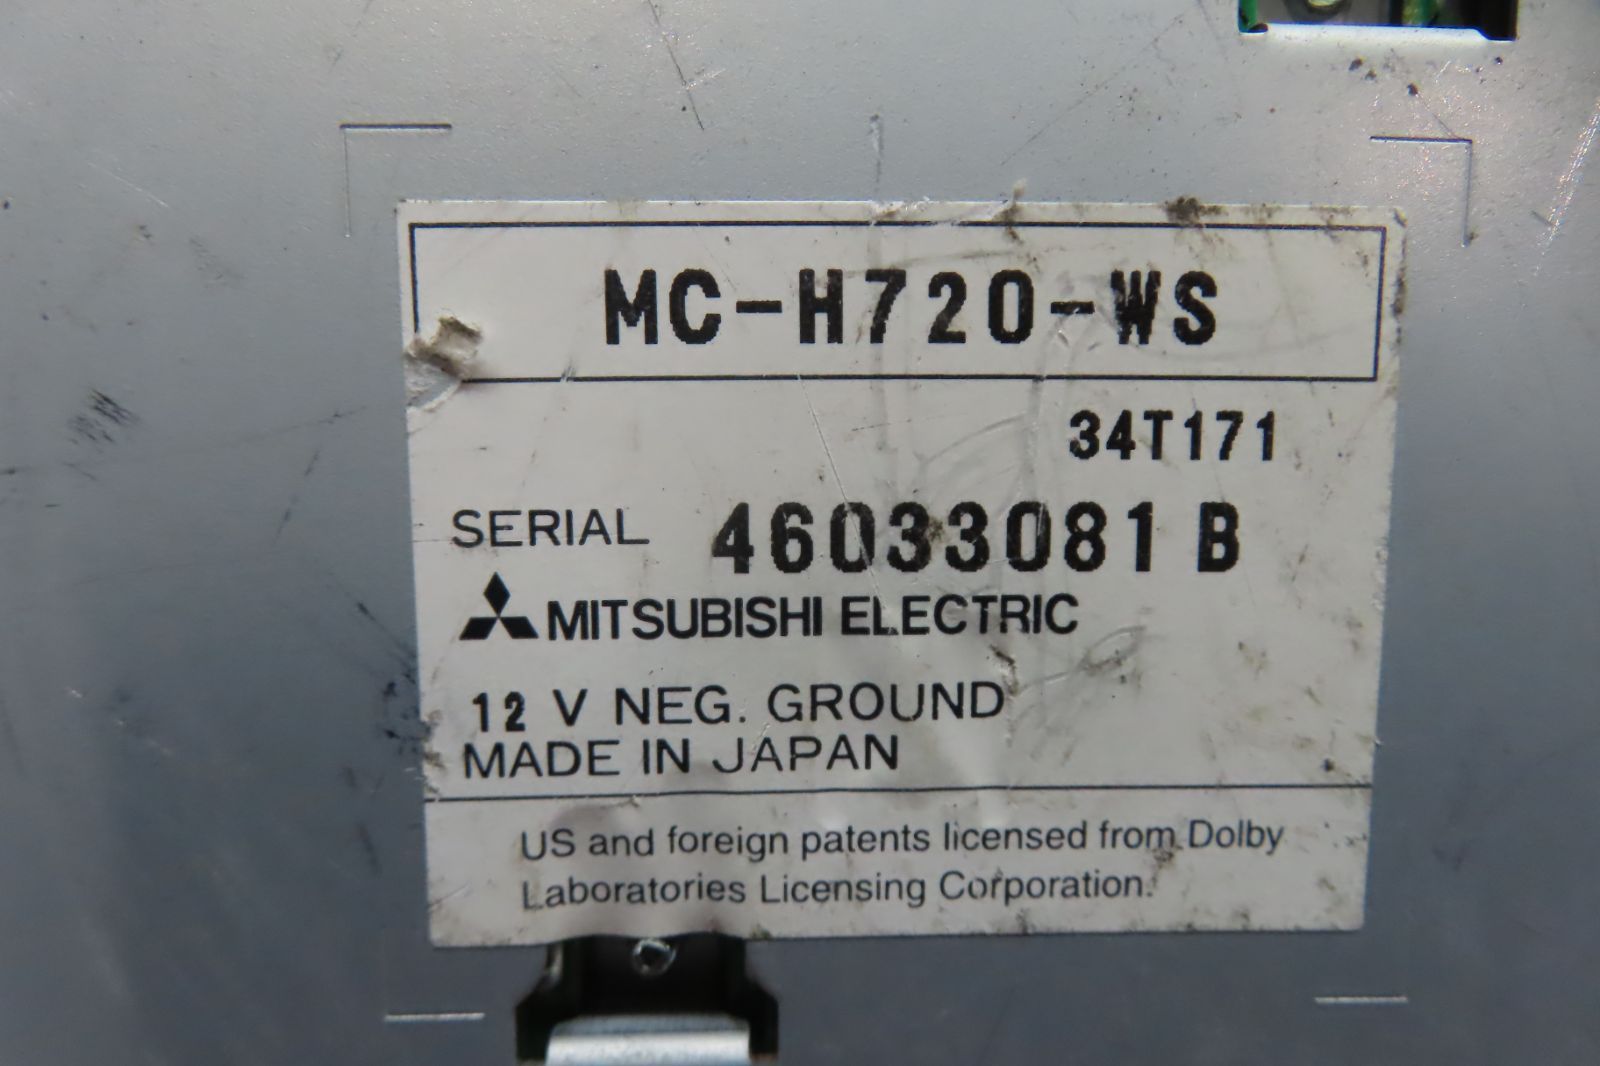 MC-H720-WS
34T171
SERIAL 46033081 B
MITSUBISHI ELECTRIC
12 V NEG. GROUND
MADE IN JAPAN
US and foreign patents licensed from Dolby
Laboratories Licensing Corporation.